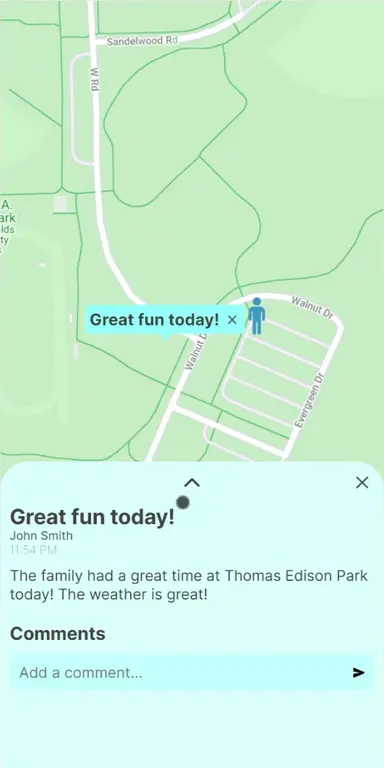 Sandelwood Rd
W Rd
A.
ark
lds
ty
s
Great fun today!
Walnut D
Walnut Dr
Evergreen Dr
Great fun today!
John Smith
11:54 PM
The family had a great time at Thomas Edison Park
today! The weather is great!
Comments
Add a comment...